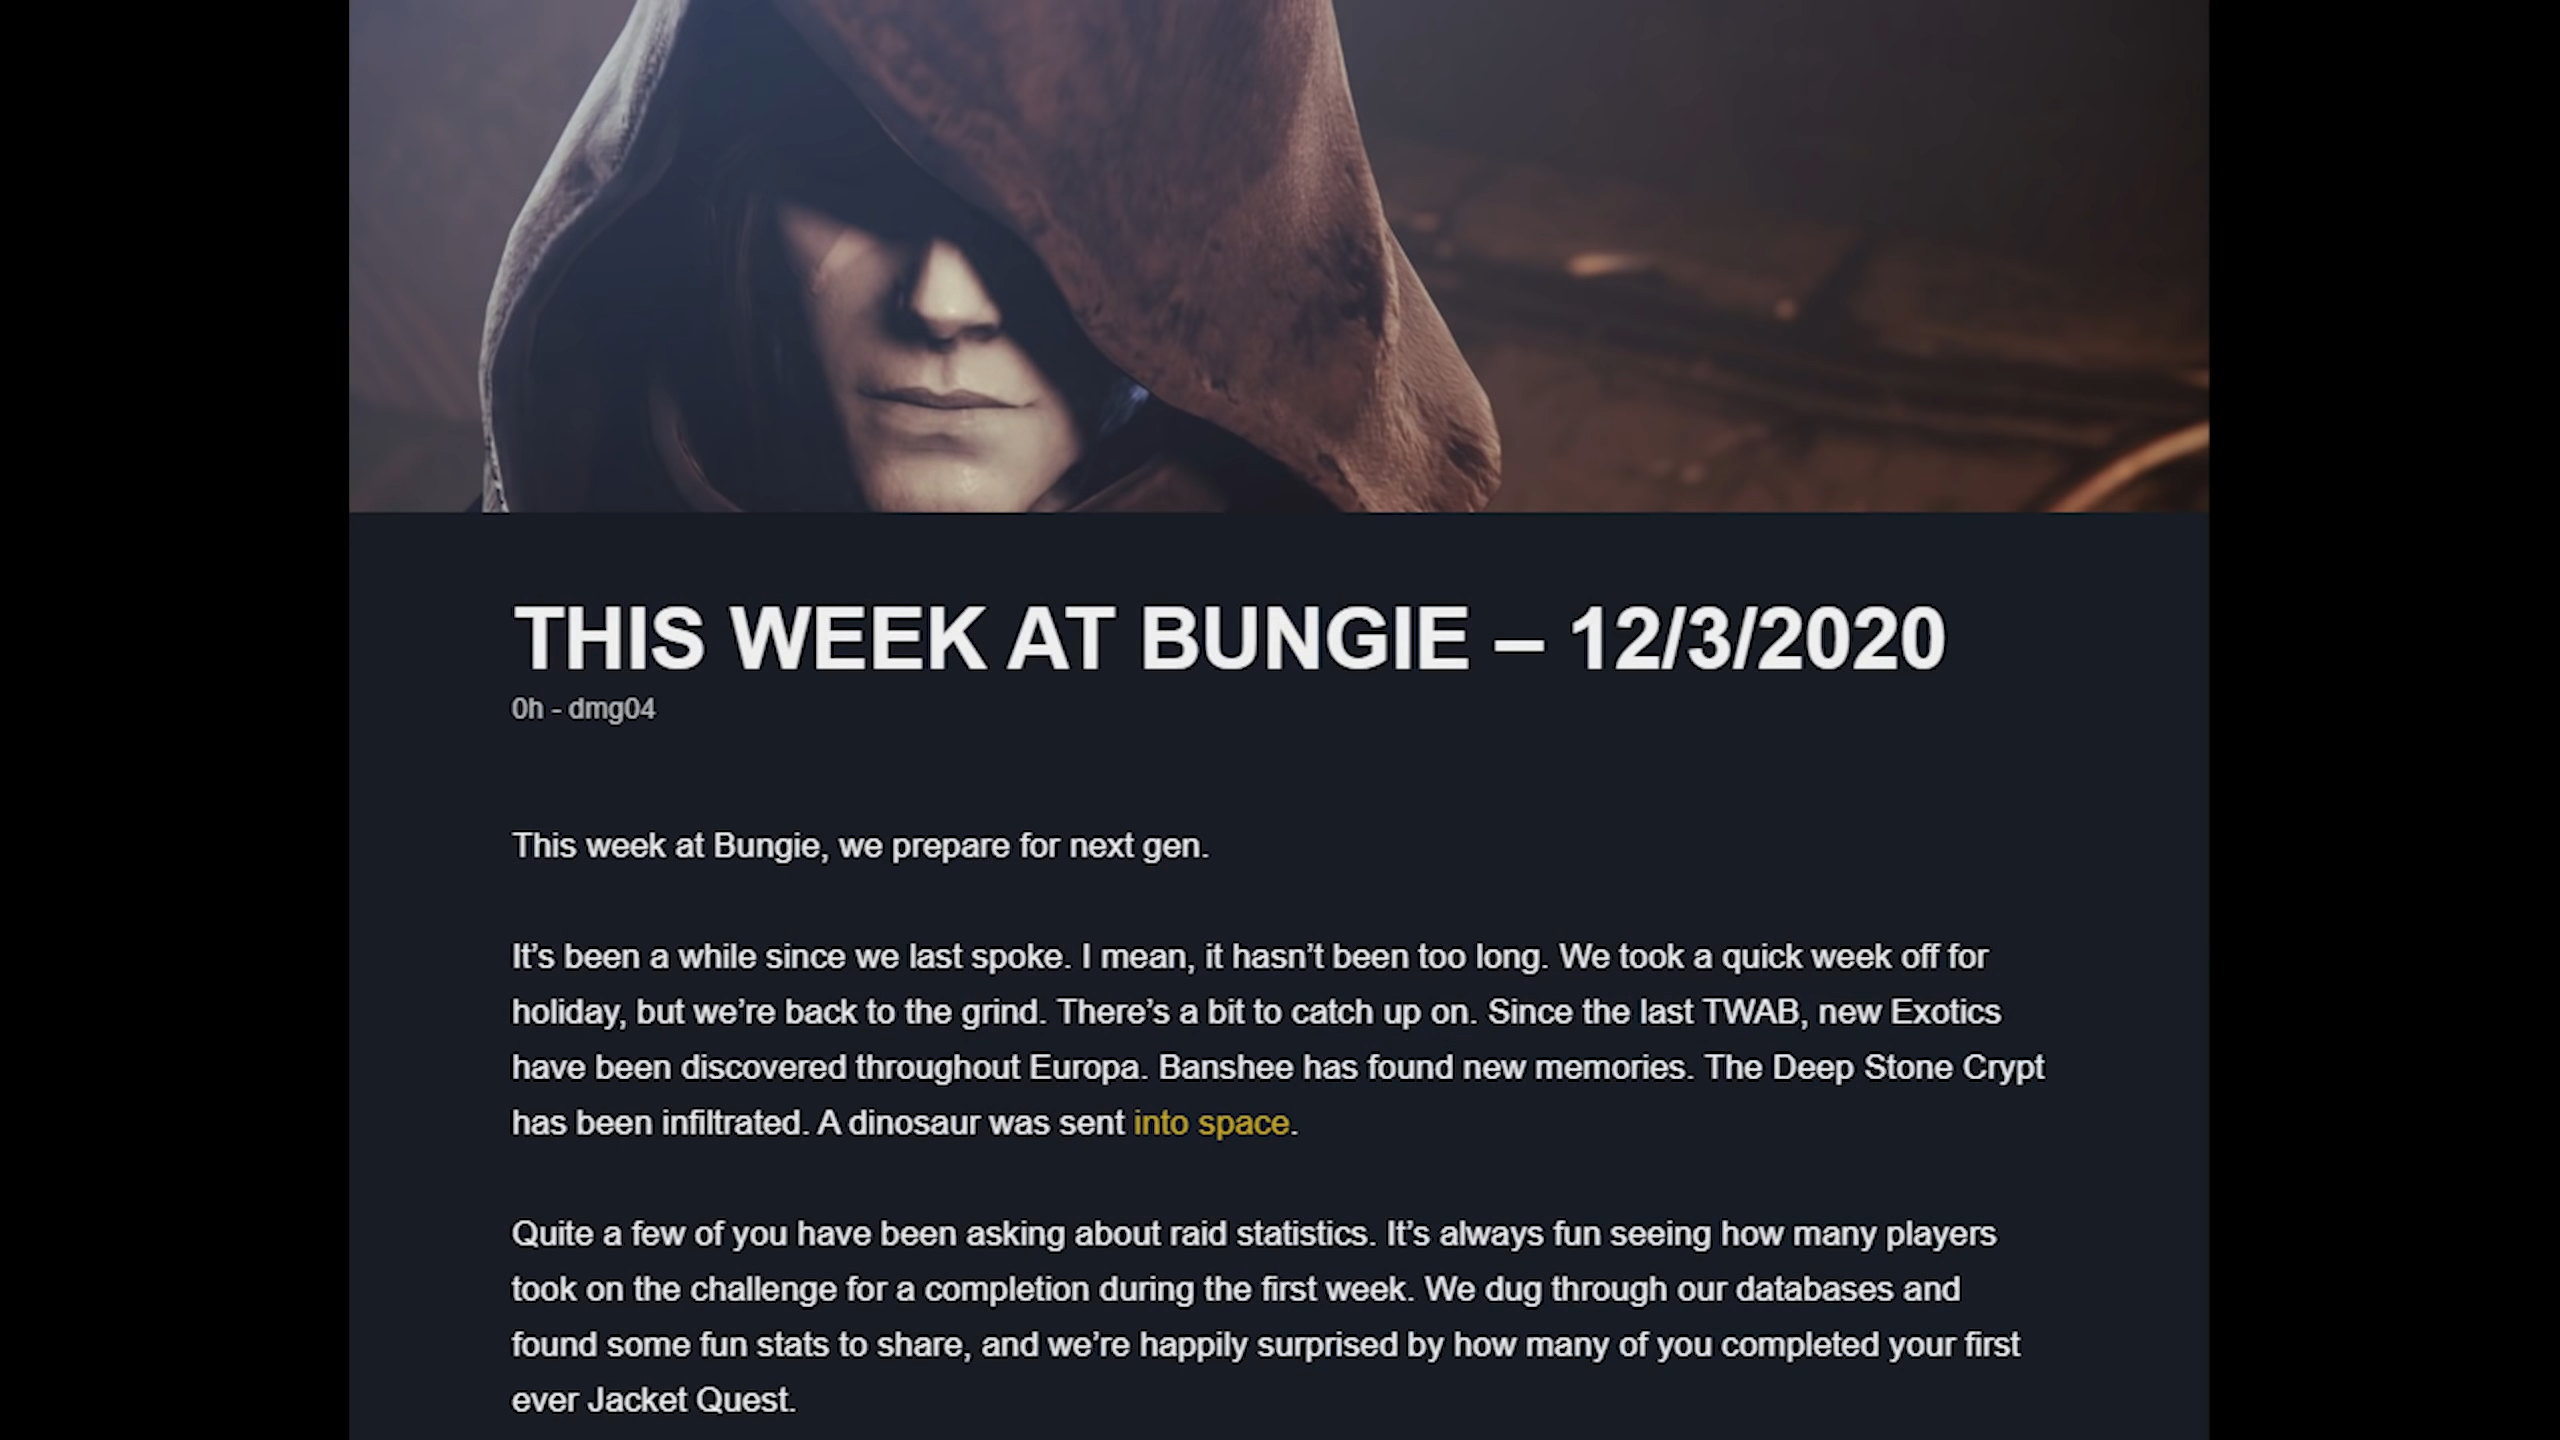 THIS WEEK AT BUNGIE – 12/3/2020
0h - dmg04
This week at Bungie, we prepare for next gen.
It’s been a while since we last spoke. I mean, it hasn’t been too long. We took a quick week off for
holiday, but we’re back to the grind. There’s a bit to catch up on. Since the last TWAB, new Exotics
have been discovered throughout Europa. Banshee has found new memories. The Deep Stone Crypt
has been infiltrated. A dinosaur was sent into space.
Quite a few of you have been asking about raid statistics. It’s always fun seeing how many players
took on the challenge for a completion during the first week. We dug through our databases and
found some fun stats to share, and we’re happily surprised by how many of you completed your first
ever Jacket Quest.